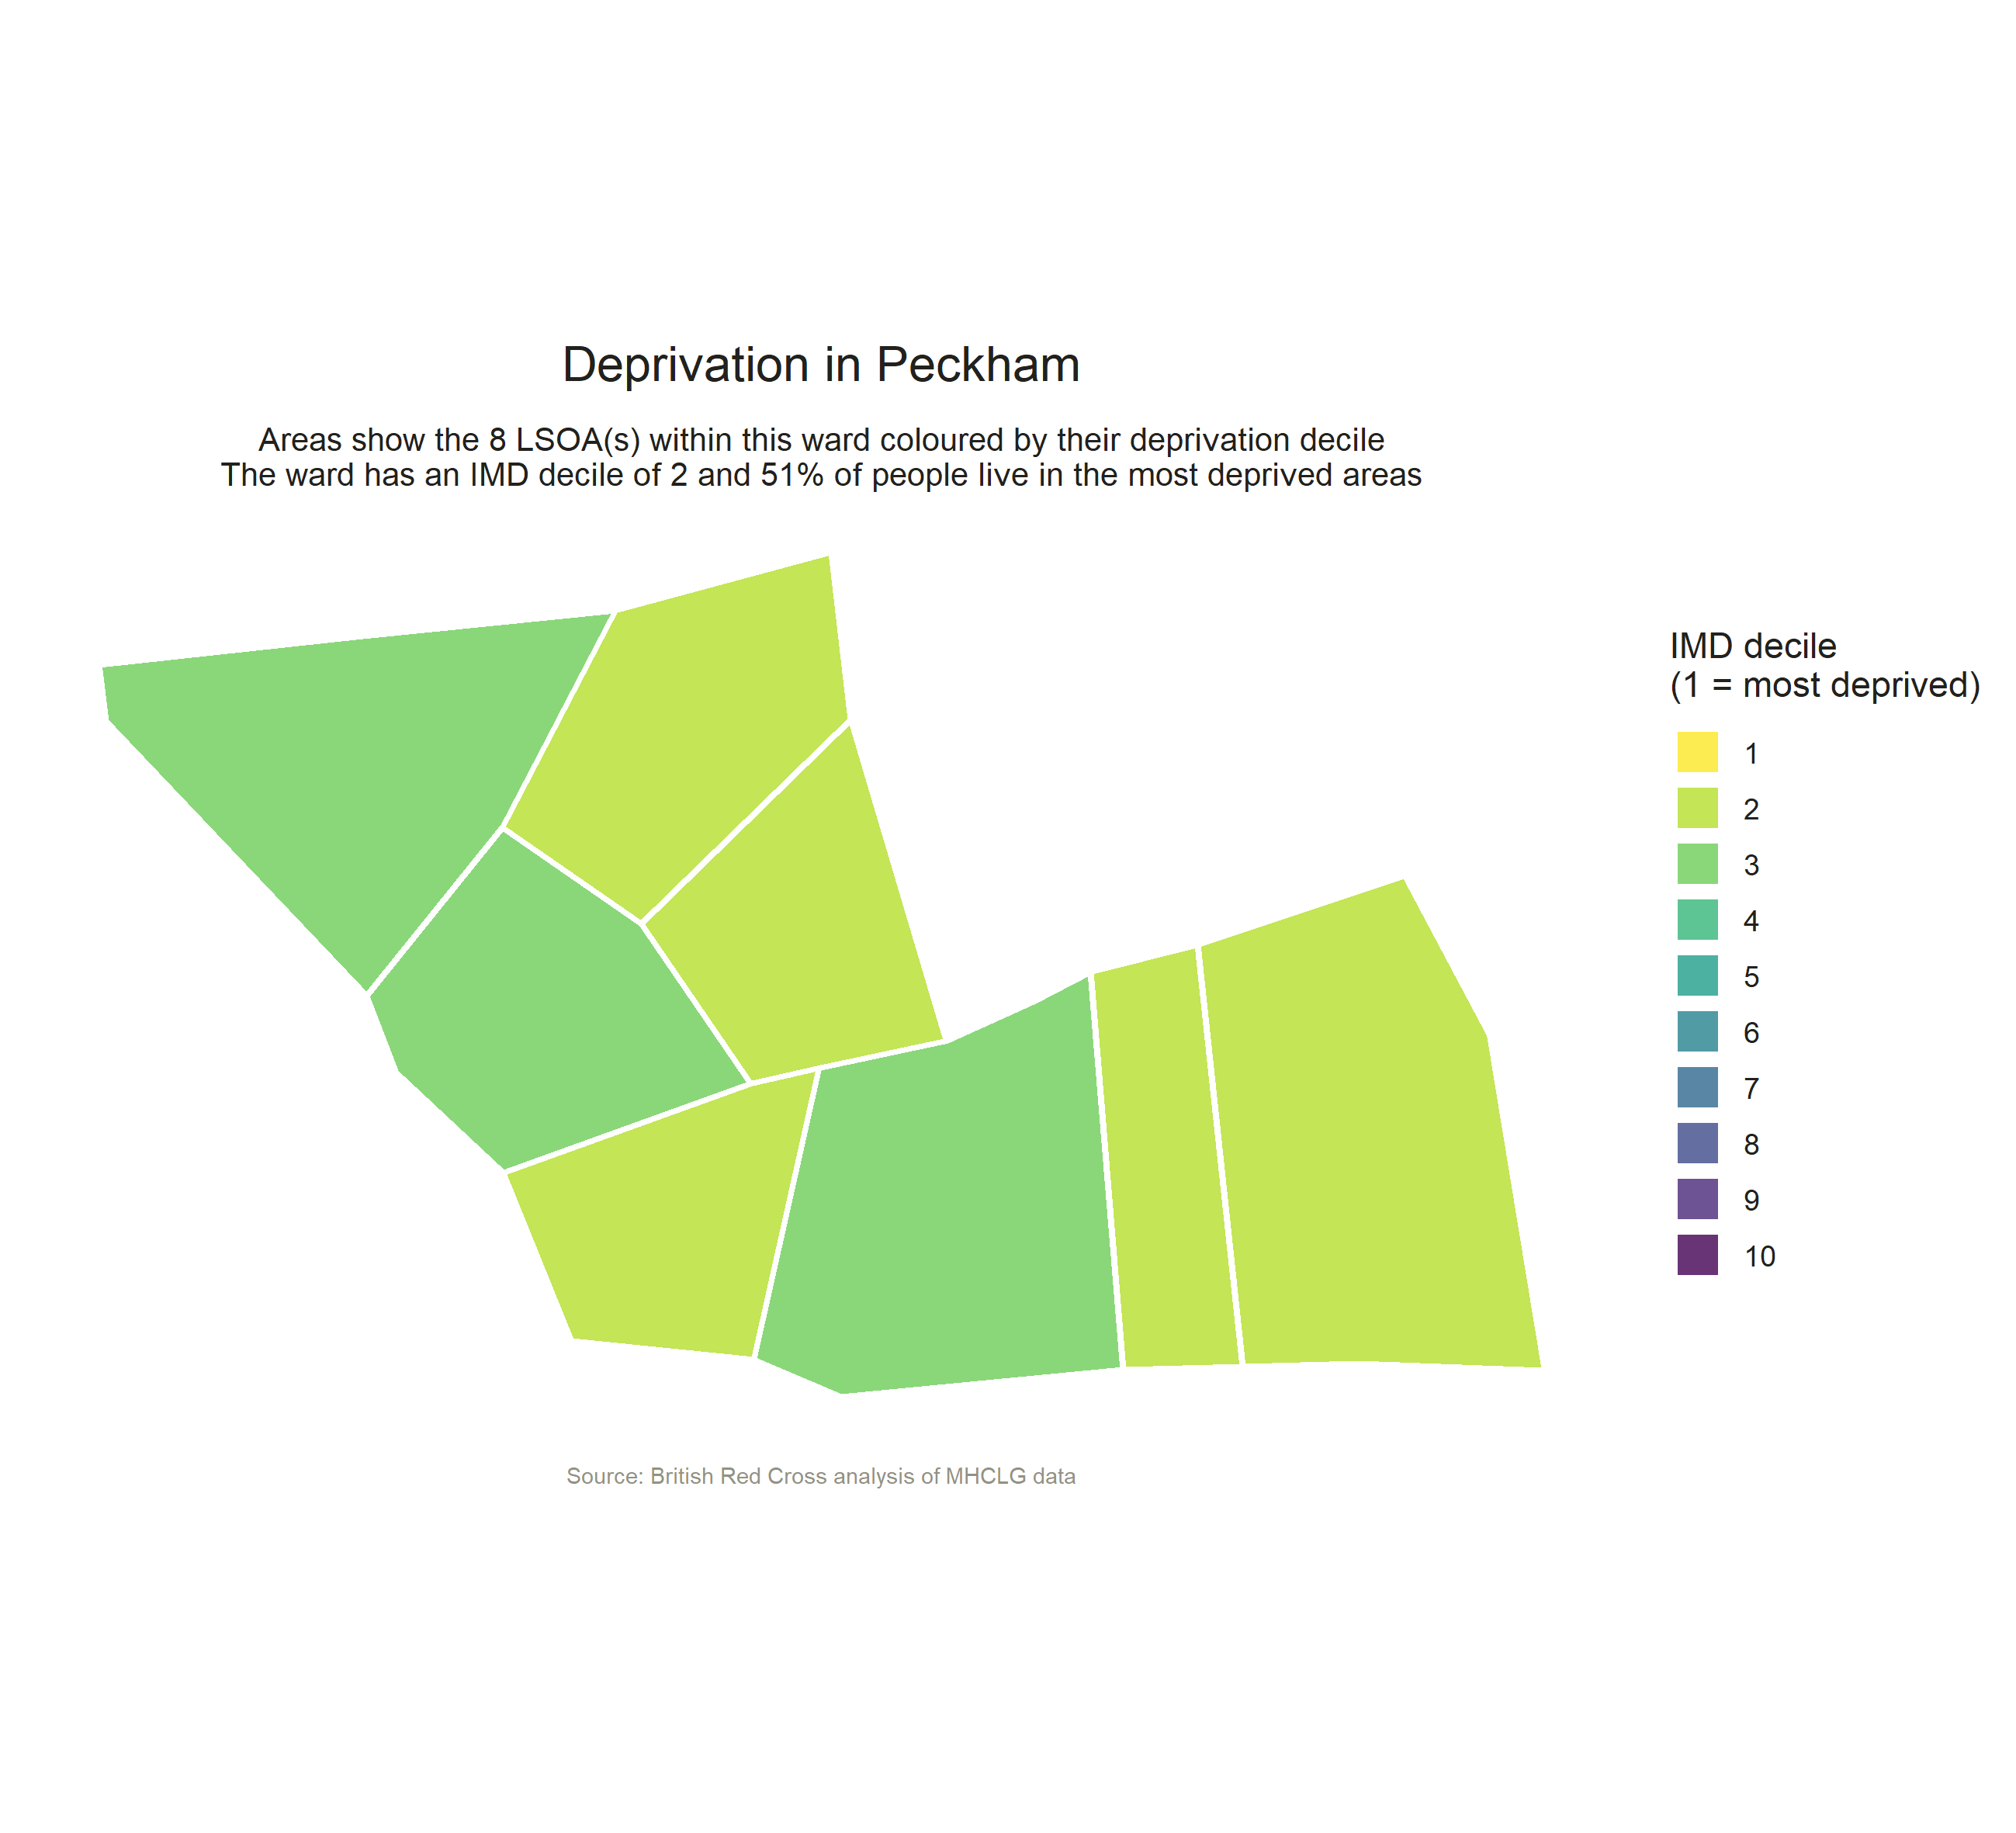 Deprivation in Peckham
Areas show the 8 LSOA(s) within this ward coloured by their deprivation decile
The ward has an IMD decile of 2 and 51% of people live in the most deprived areas
IMD decile
(1 = most deprived)
1
2
3
4
5
6
7
8
9
10
Source: British Red Cross analysis of MHCLG data